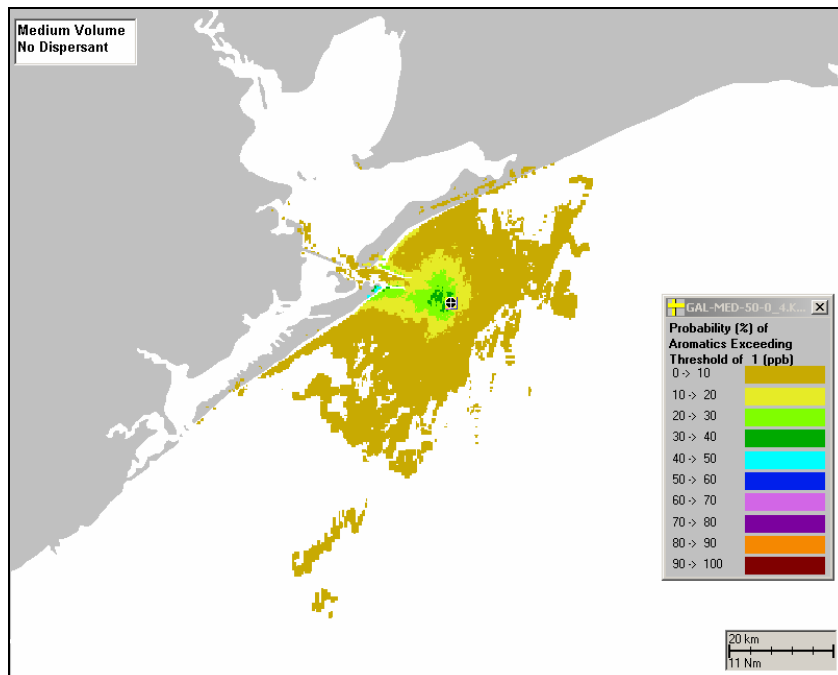 Medium Volume
No Dispersant
GAL-MED-50-0_4.K...
Probability (%) of
Aromatics Exceeding
Threshold of 1 (ppb)
0 -> 10
10 -> 20
20 -> 30
30 -> 40
40 -> 50
50 -> 60
60 -> 70
70 -> 80
80 -> 90
90 -> 100
20 km
11 Nm